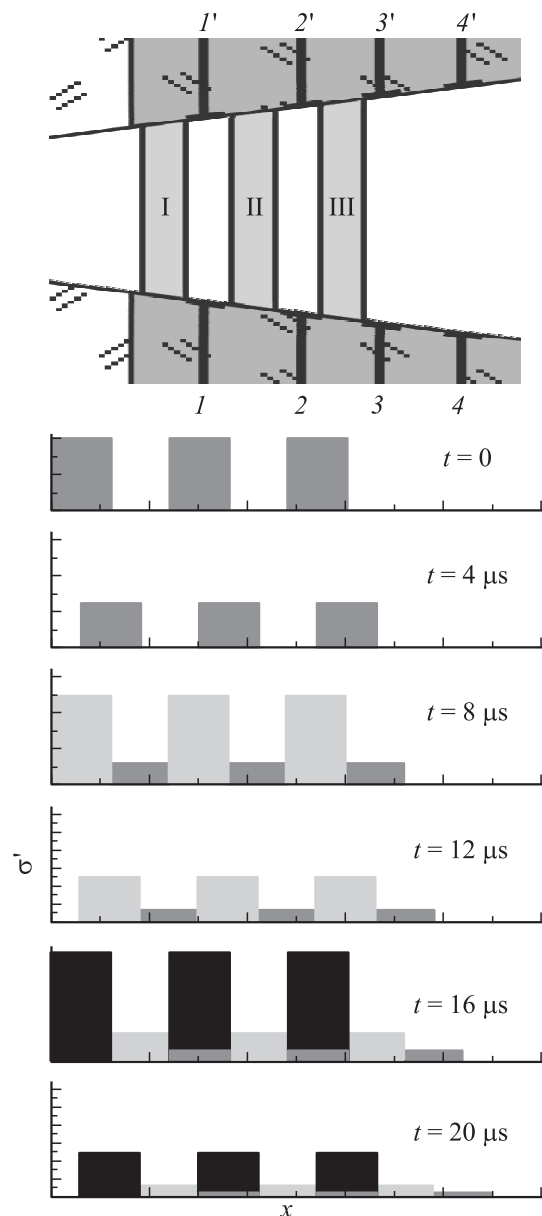 1' 2' 3' 4'
I II III
1 2 3 4
t = 0
t = 4 μs
t = 8 μs
t = 12 μs
σ'
t = 16 μs
t = 20 μs
x